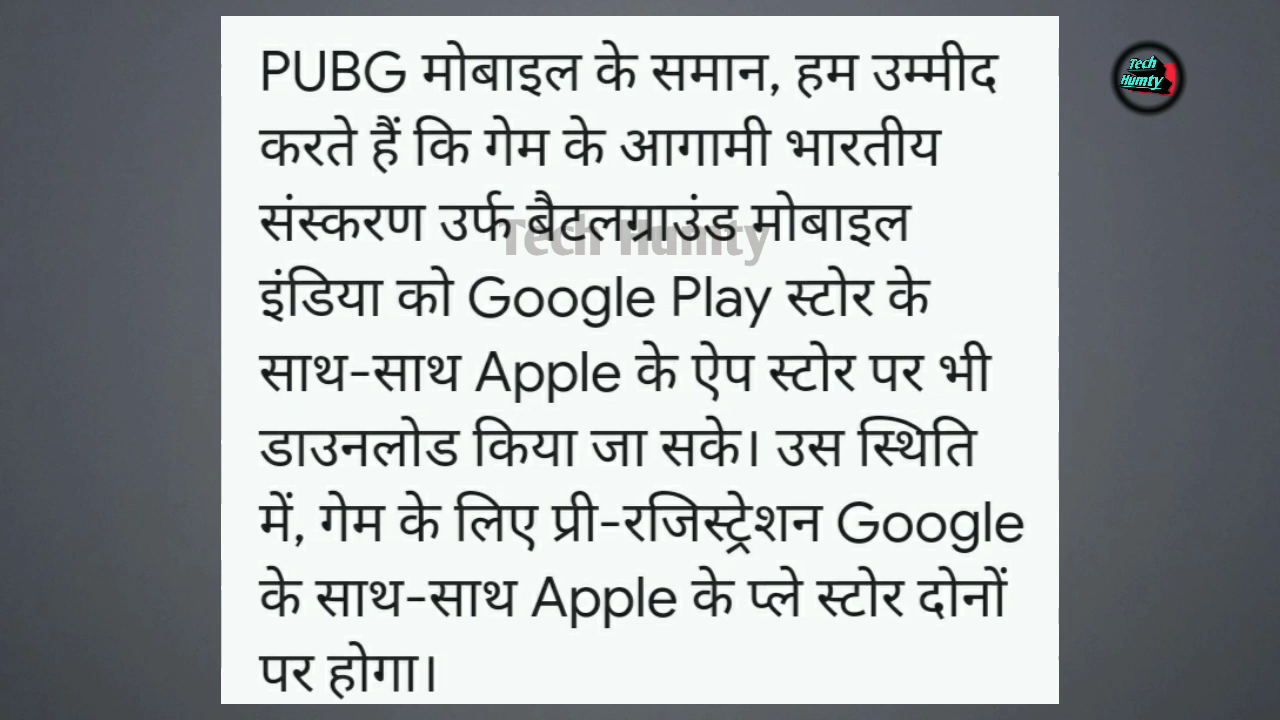 PUBG मोबाइल के समान, हम उम्मीद
करते हैं कि गेम के आगामी भारतीय
संस्करण उर्फ बैटलग्राउंड मोबाइल
इंडिया को Google Play स्टोर के
साथ-साथ Apple के ऐप स्टोर पर भी
डाउनलोड किया जा सके। उस स्थिति
में, गेम के लिए प्री-रजिस्ट्रेशन Google
के साथ-साथ Apple के प्ले स्टोर दोनों
पर होगा।
Tech Humty
Tech
Humty